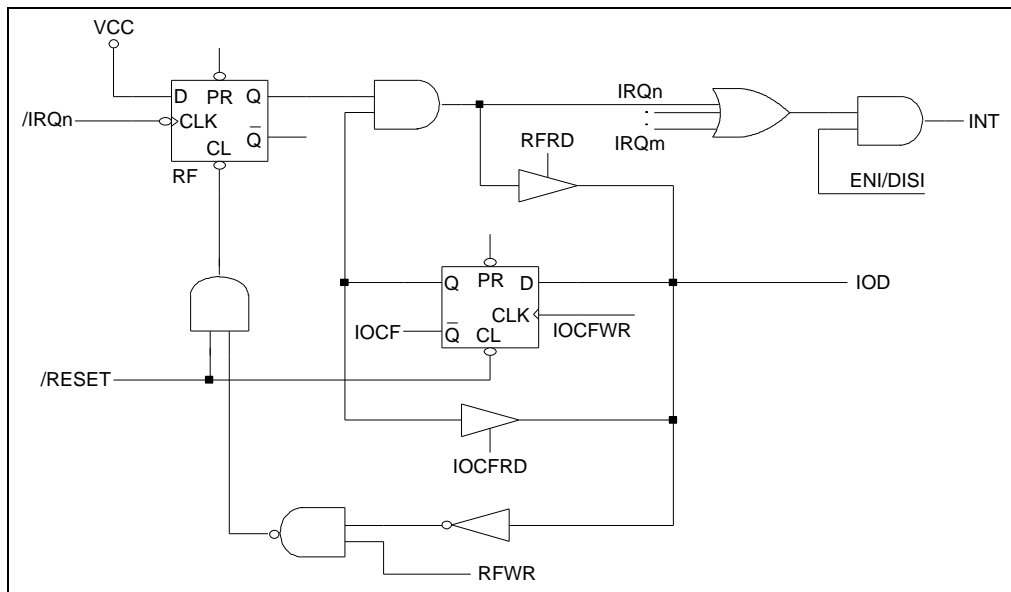 VCC
D PR Q
/IRQn CLK Q
CL
RF
IRQn
:
IRQm
INT
RFRD
ENI/DISI
Q PR D
IOD
CLK
IOCF Q CL IOCFWR
/RESET
IOCFRD
RFWR